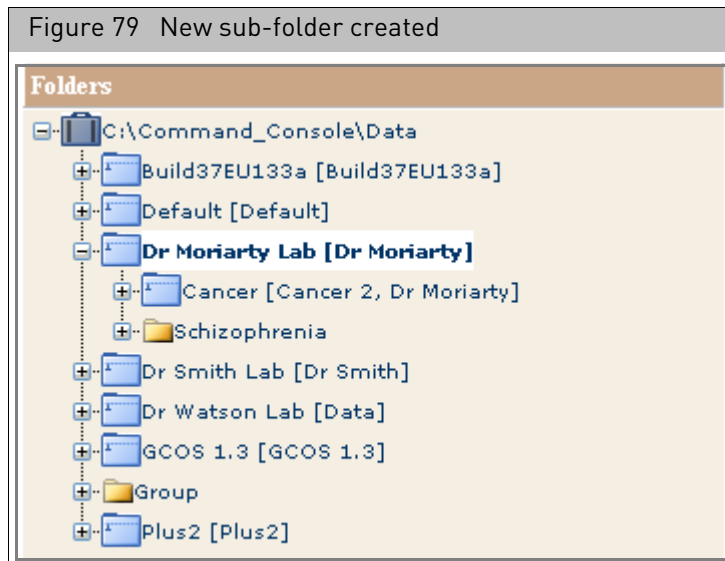 Figure 79 New sub-folder created
Folders
C:\Command_Console\Data
Build37EU133a [Build37EU133a]
Default [Default]
Dr Moriarty Lab [Dr Moriarty]
Cancer [Cancer 2, Dr Moriarty]
Schizophrenia
Dr Smith Lab [Dr Smith]
Dr Watson Lab [Data]
GCOS 1.3 [GCOS 1.3]
Group
Plus2 [Plus2]